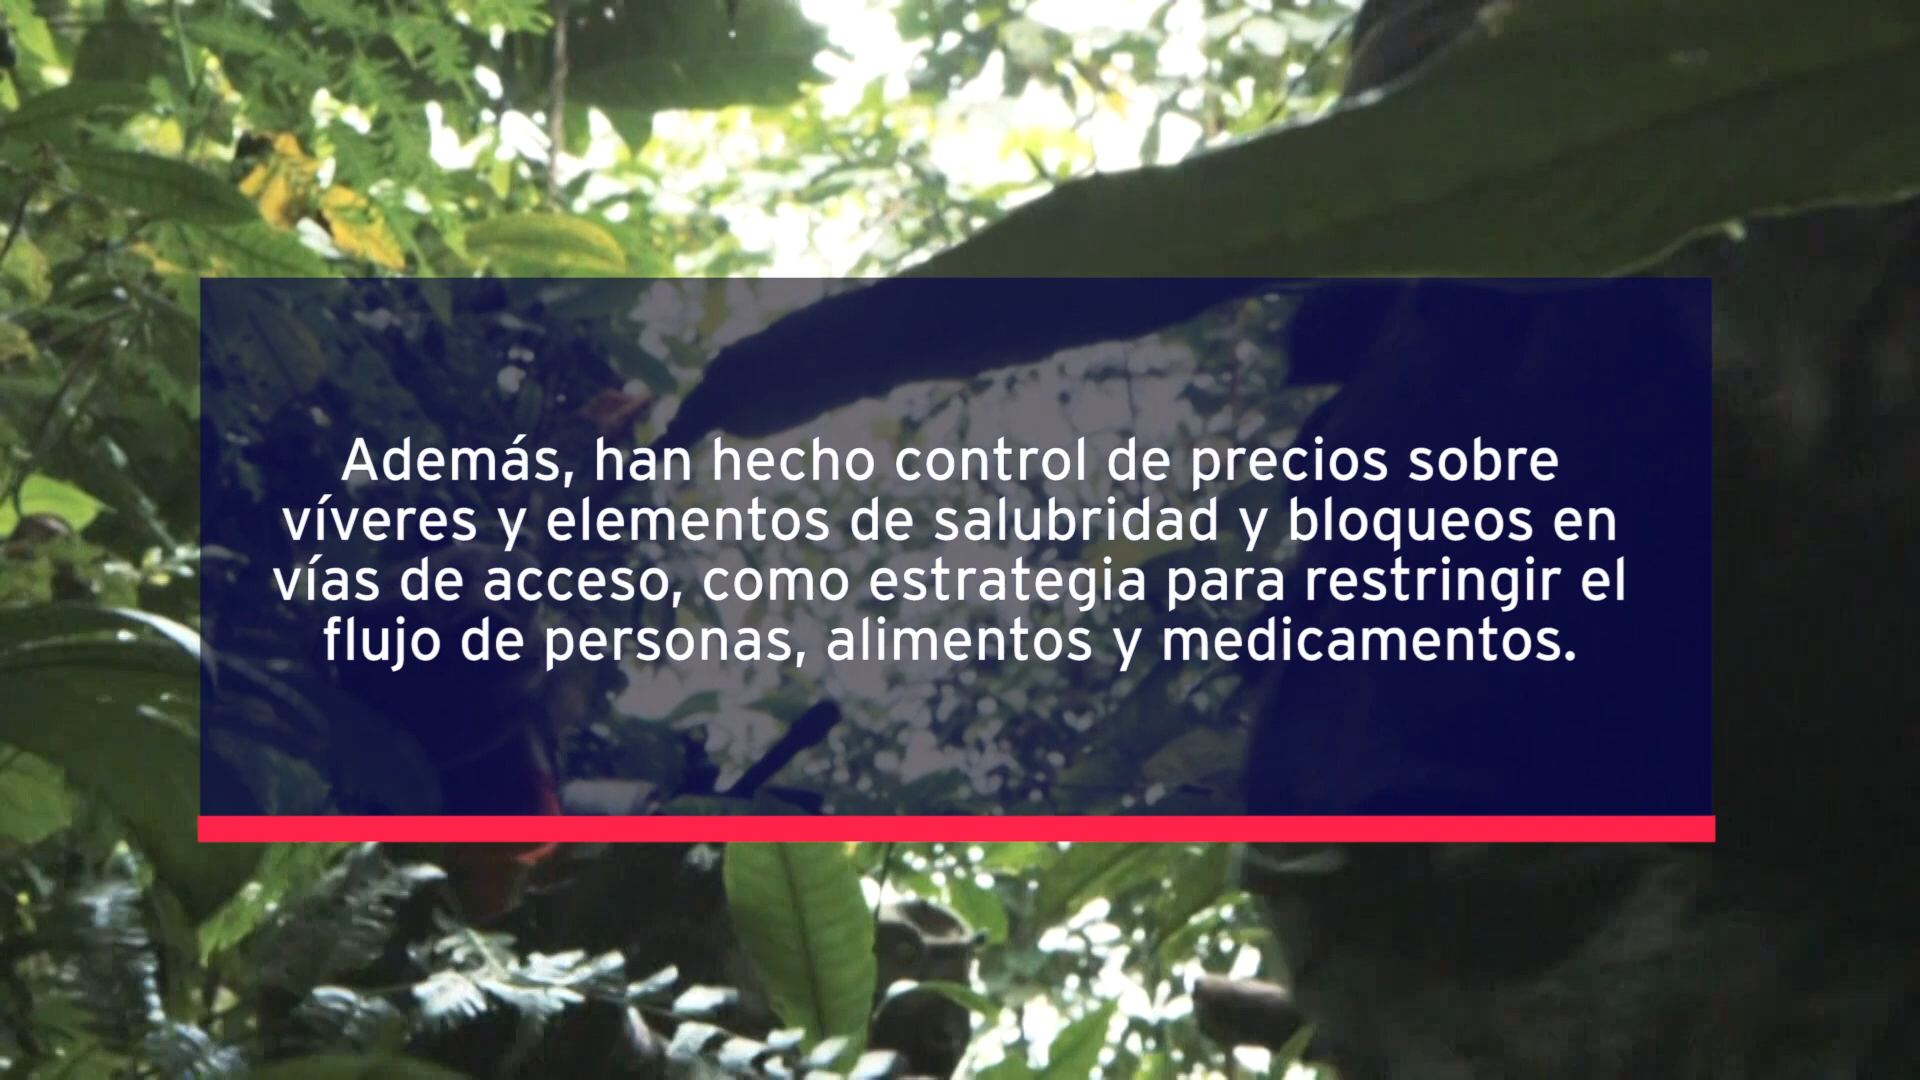 Además, han hecho control de precios sobre
víveres y elementos de salubridad y bloqueos en
vías de acceso, como estrategia para restringir el
flujo de personas, alimentos y medicamentos.